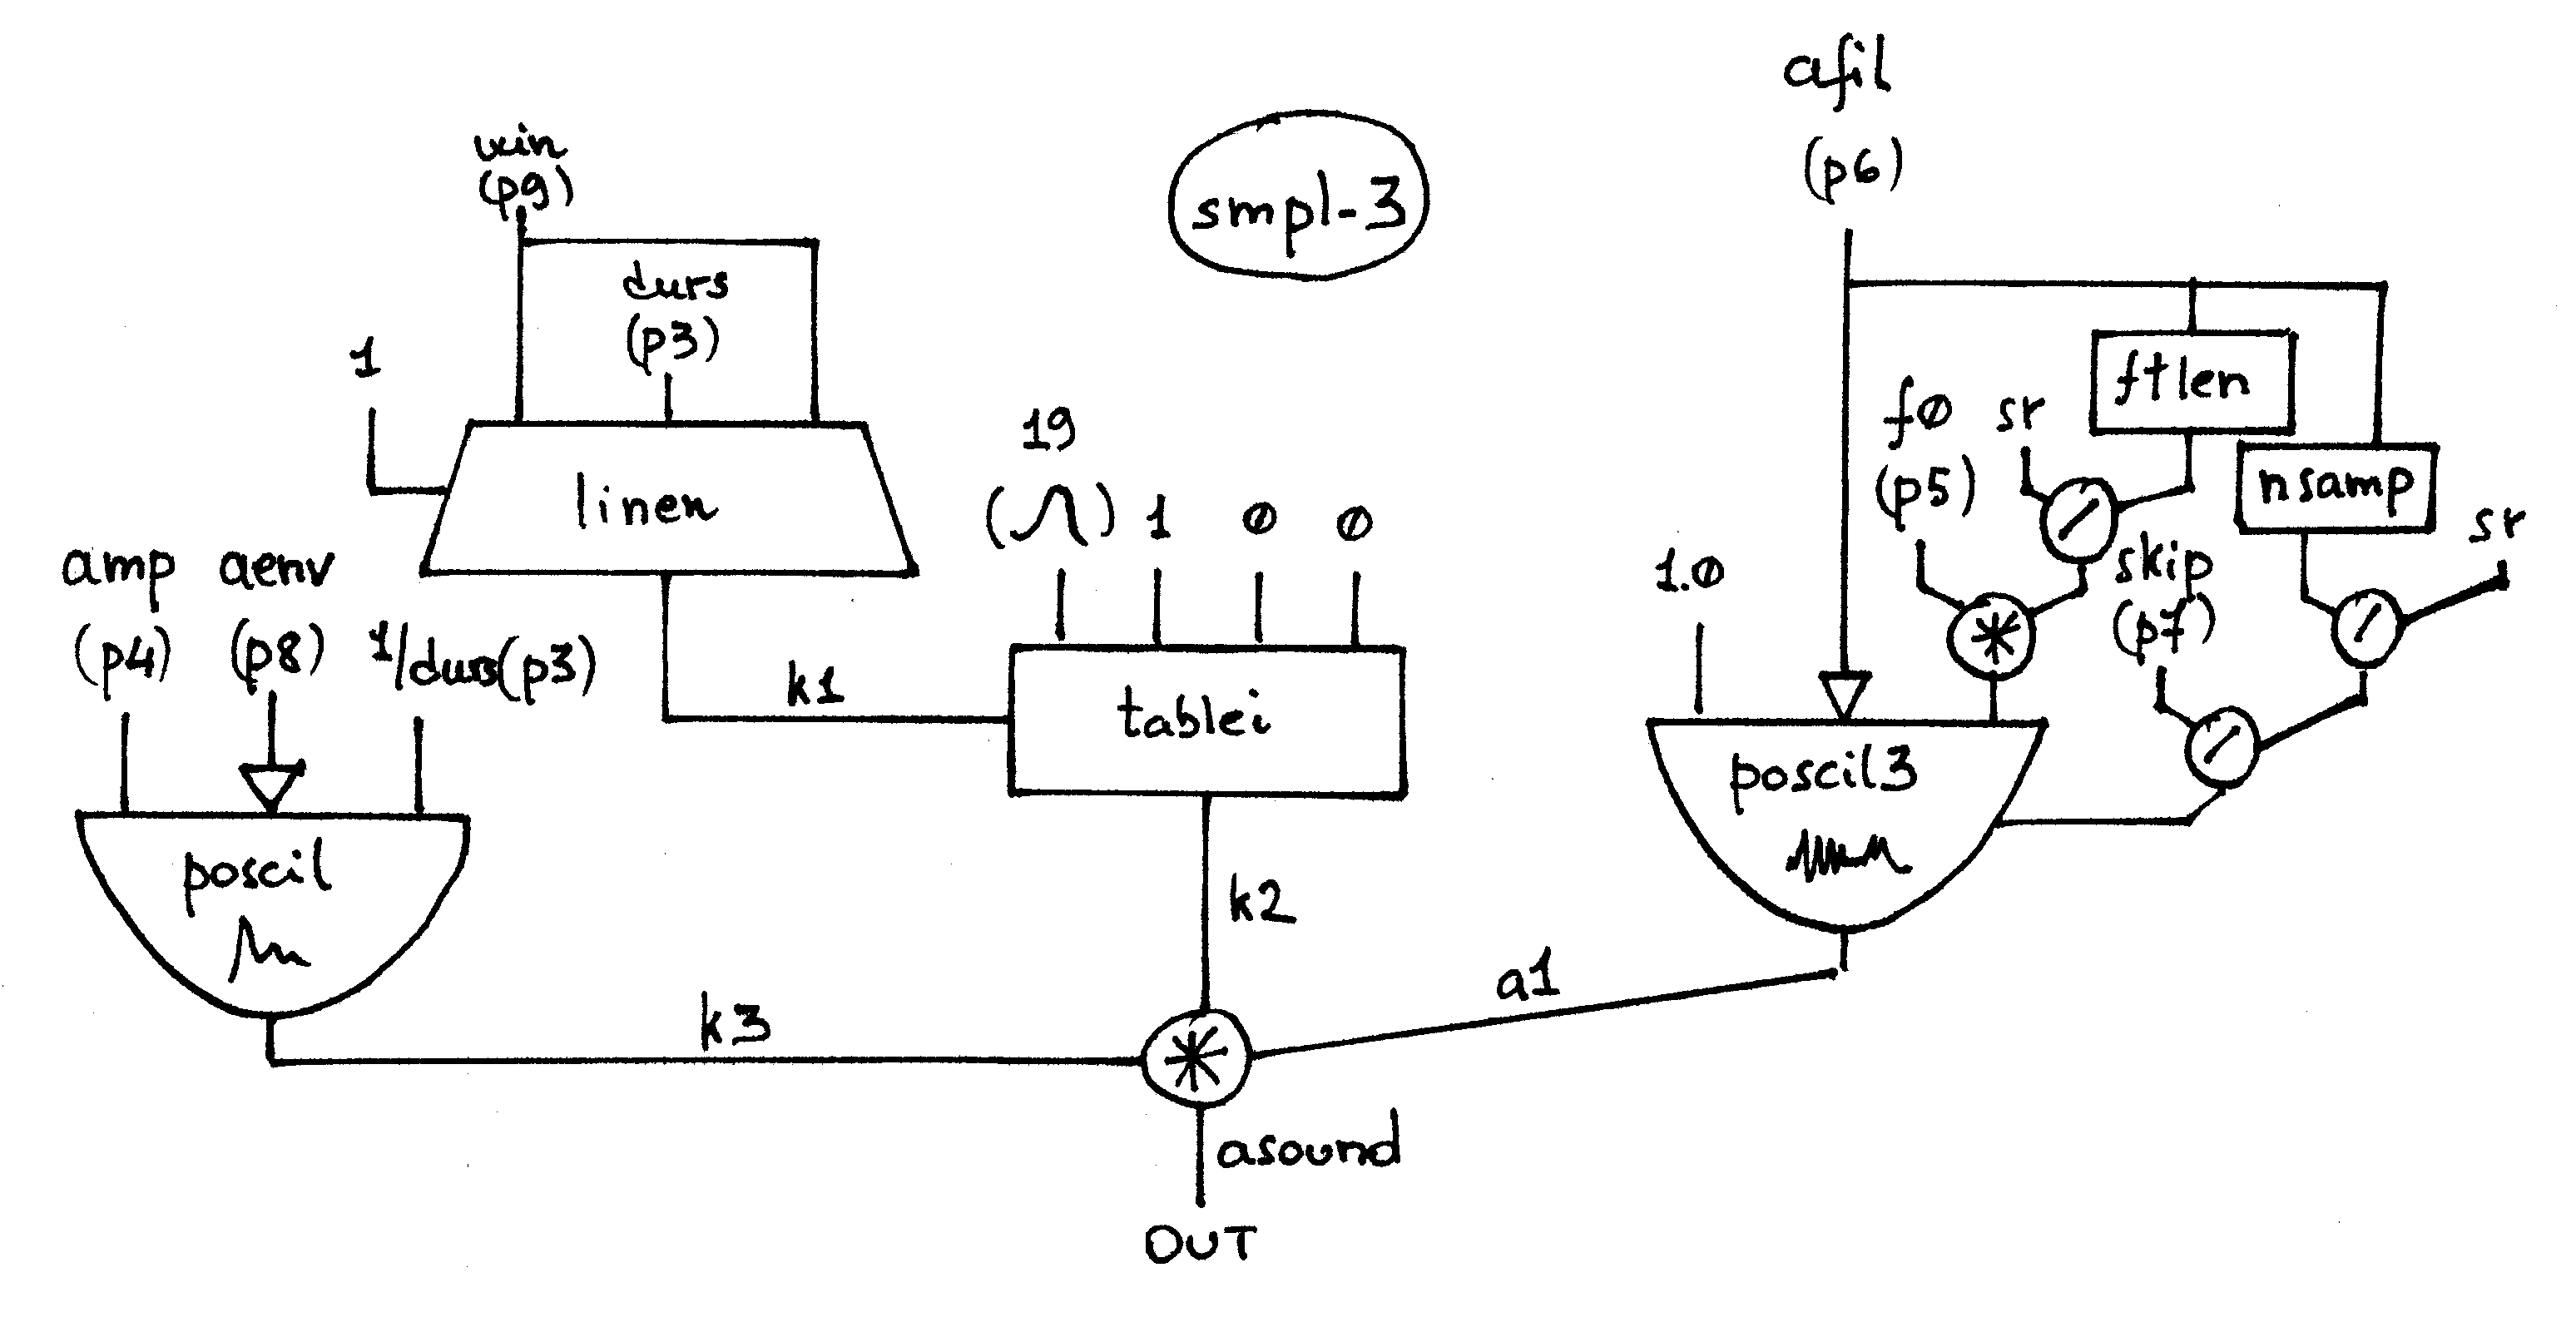 afil
(p6)
smpl-3
win
(p9)
durs
(p3)
1
linen
ftlen
f0
(p5)
sr
nsamp
sr
19
1
0
0
skip
(p7)
1.0
amp
(p4)
aenv
(p8)
1/durs(p3)
k1
tablei
poscil3
poscil
k2
a1
k3
*
*
/
/
/
asound
OUT